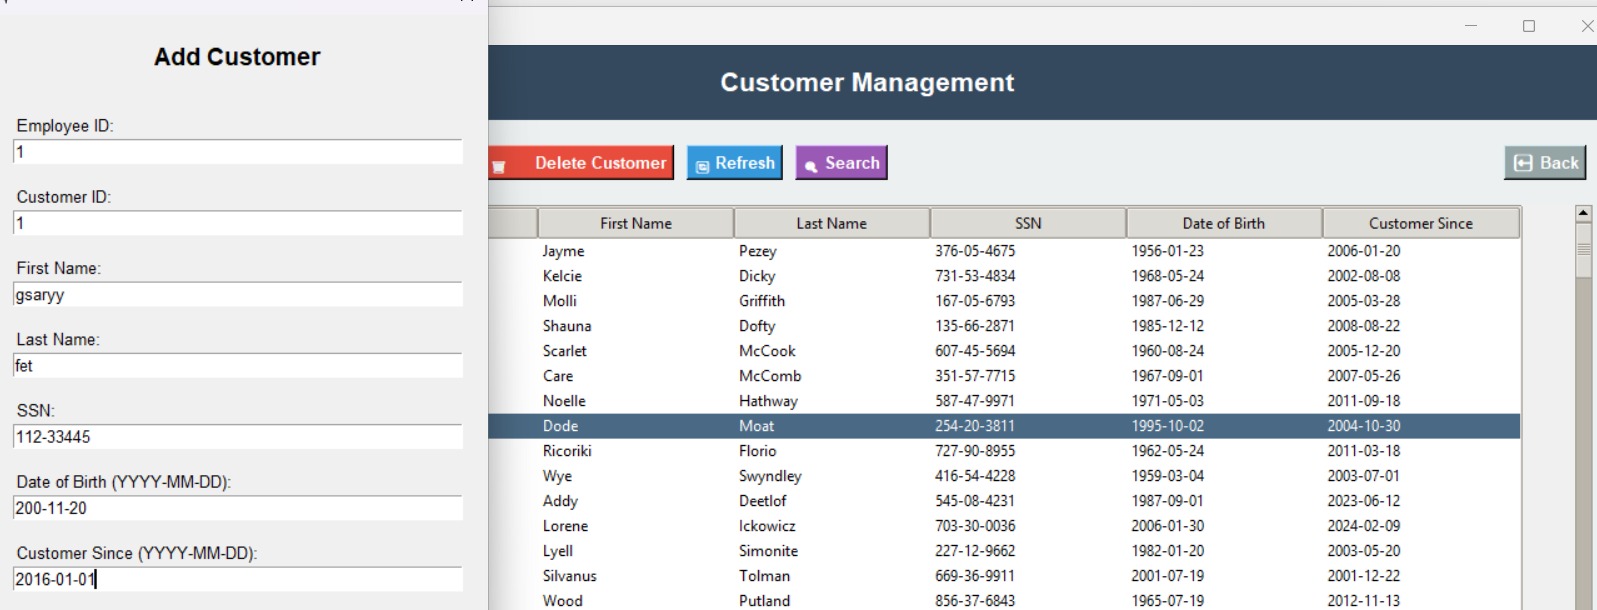 Add Customer
Employee ID:
1
Customer ID:
1
First Name:
gsaryy
Last Name:
fet
SSN:
112-33445
Date of Birth (YYYY-MM-DD):
200-11-20
Customer Since (YYYY-MM-DD):
2016-01-01
Customer Management
Delete Customer Refresh Search Back
First Name Last Name SSN Date of Birth Customer Since
Jayme Pezey 376-05-4675 1956-01-23 2006-01-20
Kelcie Dicky 731-53-4834 1968-05-24 2002-08-08
Molli Griffith 167-05-6793 1987-06-29 2005-03-28
Shauna Dofty 135-66-2871 1985-12-12 2008-08-22
Scarlet McCook 607-45-5694 1960-08-24 2005-12-20
Care McComb 351-57-7715 1967-09-01 2007-05-26
Noelle Hathway 587-47-9971 1971-05-03 2011-09-18
Dode Moat 254-20-3811 1995-10-02 2004-10-30
Ricoriki Florio 727-90-8955 1962-05-24 2011-03-18
Wye Swyndley 416-54-4228 1959-03-04 2003-07-01
Addy Deetlof 545-08-4231 1987-09-01 2023-06-12
Lorene Ickowicz 703-30-0036 2006-01-30 2024-02-09
Lyell Simonite 227-12-9662 1982-01-20 2003-05-20
Silvanus Tolman 669-36-9911 2001-07-19 2001-12-22
Wood Putland 856-37-6843 1965-07-19 2012-11-13